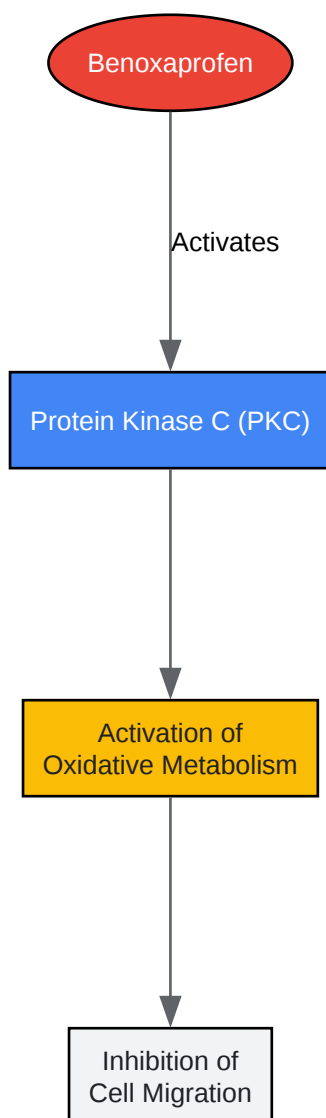 Benoxaprofen
Activates
Protein Kinase C (PKC)
Activation of
Oxidative Metabolism
Inhibition of
Cell Migration